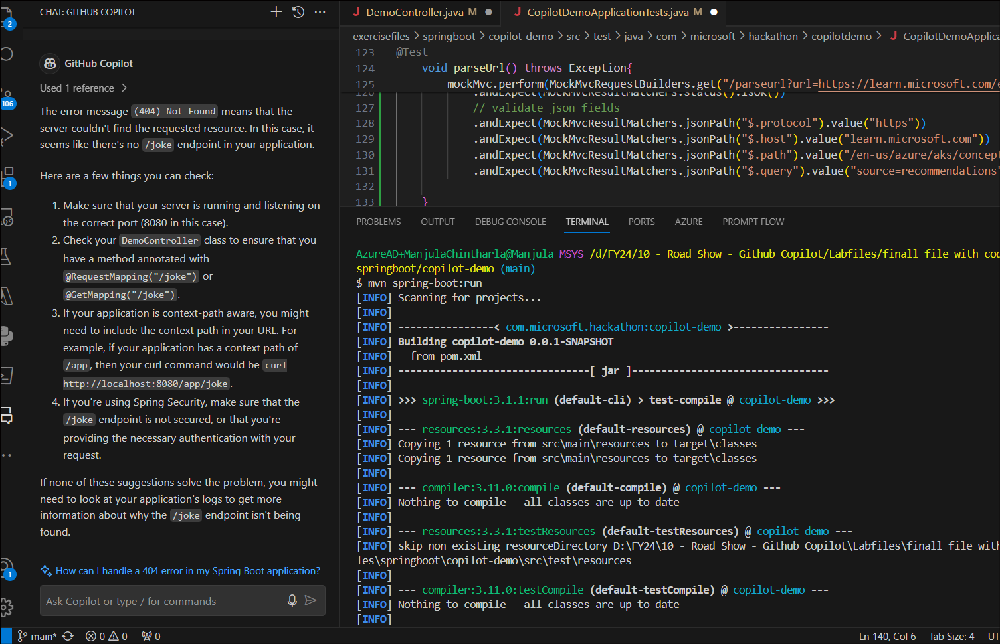 CHAT: GITHUB COPILOT
2
106
1
1
GitHub Copilot
Used 1 reference
The error message (404) Not Found means that the
server couldn't find the requested resource. In this case, it
seems like there's no /joke endpoint in your application.
Here are a few things you can check:
1. Make sure that your server is running and listening on
the correct port (8080 in this case).
2. Check your DemoController class to ensure that you
have a method annotated with
@RequestMapping("/joke") or
@GetMapping("/joke").
3. If your application is context-path aware, you might
need to include the context path in your URL. For
example, if your application has a context path of
/app, then your curl command would be curl
http://localhost:8080/app/joke.
4. If you're using Spring Security, make sure that the
/joke endpoint is not secured, or that you're
providing the necessary authentication with your
request.
If none of these suggestions solve the problem, you might
need to look at your application's logs to get more
information about why the /joke endpoint isn't being
found.
How can I handle a 404 error in my Spring Boot application?
Ask Copilot or type / for commands
J DemoController.java M
J CopilotDemoApplicationTests.java M
exercisefiles > springboot > copilot-demo > src > test > java > com > microsoft > hackathon > copilotdemo > J CopilotDemoApplica
123 @Test
124 void parseUrl() throws Exception{
125 mockMvc.perform(MockMvcRequestBuilders.get("/parseurl?url=https://learn.microsoft.com/e
126 .andExpect(MockMvcResultMatchers.status().isOk())
127 // validate json fields
128 .andExpect(MockMvcResultMatchers.jsonPath("$.protocol").value("https"))
129 .andExpect(MockMvcResultMatchers.jsonPath("$.host").value("learn.microsoft.com"))
130 .andExpect(MockMvcResultMatchers.jsonPath("$.path").value("/en-us/azure/aks/concept
131 .andExpect(MockMvcResultMatchers.jsonPath("$.query").value("source=recommendations"
132
133 }
PROBLEMS OUTPUT DEBUG CONSOLE TERMINAL PORTS AZURE PROMPT FLOW
AzureAD+ManjulaChintharla@Manjula MSYS /d/FY24/10 - Road Show - Github Copilot/Labfiles/finall file with cod
springboot/copilot-demo (main)
$ mvn spring-boot:run
[INFO] Scanning for projects...
[INFO]
[INFO] ----------------< com.microsoft.hackathon:copilot-demo >----------------
[INFO] Building copilot-demo 0.0.1-SNAPSHOT
[INFO]   from pom.xml
[INFO] --------------------------------[ jar ]---------------------------------
[INFO]
[INFO] >>> spring-boot:3.1.1:run (default-cli) > test-compile @ copilot-demo >>>
[INFO]
[INFO] --- resources:3.3.1:resources (default-resources) @ copilot-demo ---
[INFO] Copying 1 resource from src\main\resources to target\classes
[INFO] Copying 1 resource from src\main\resources to target\classes
[INFO]
[INFO] --- compiler:3.11.0:compile (default-compile) @ copilot-demo ---
[INFO] Nothing to compile - all classes are up to date
[INFO]
[INFO] --- resources:3.3.1:testResources (default-testResources) @ copilot-demo ---
[INFO] skip non existing resourceDirectory D:\FY24\10 - Road Show - Github Copilot\Labfiles\finall file with
les\springboot\copilot-demo\src\test\resources
[INFO]
[INFO] --- compiler:3.11.0:testCompile (default-testCompile) @ copilot-demo ---
[INFO] Nothing to compile - all classes are up to date
[INFO]
main* 0 0 0
Ln 140, Col 6 Tab Size: 4 UT